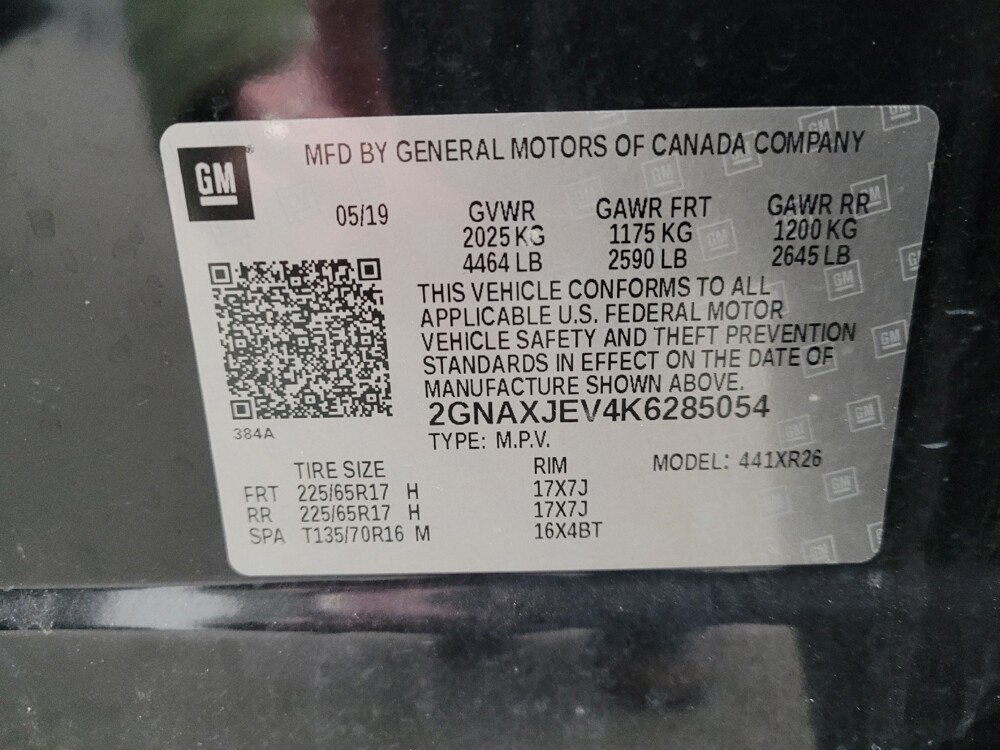 GM
MFD BY GENERAL MOTORS OF CANADA COMPANY
05/19 GVWR GAWR FRT GAWR RR
2025 KG 1175 KG 1200 KG
4464 LB 2590 LB 2645 LB
THIS VEHICLE CONFORMS TO ALL
APPLICABLE U.S. FEDERAL MOTOR
VEHICLE SAFETY AND THEFT PREVENTION
STANDARDS IN EFFECT ON THE DATE OF
MANUFACTURE SHOWN ABOVE.
2GNAXJEV4K6285054
384A
TYPE: M.P.V.
TIRE SIZE RIM MODEL: 441XR26
FRT 225/65R17 H 17X7J
RR 225/65R17 H 17X7J
SPA T135/70R16 M 16X4BT